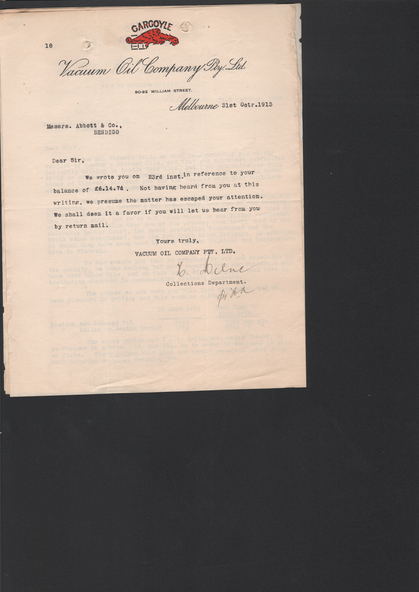 GARGOYLE
18
Vacuum Oil Company Pty. Ltd.
90-92 WILLIAM STREET.
Melbourne 31st Octr. 1913
Messrs. Abbott & Co.,
BENDIGO
Dear Sir,
We wrote you on 23rd inst. in reference to your
balance of £6.14.7d. Not having heard from you at this
writing, we presume the matter has escaped your attention.
We shall deem it a favor if you will let us hear from you
by return mail.
Yours truly,
VACUUM OIL COMPANY PTY. LTD.
Collections Department.